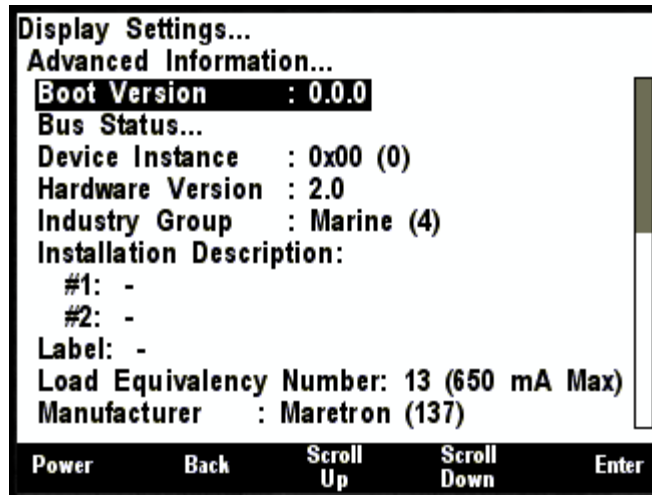 Display Settings...
Advanced Information...
Boot Version : 0.0.0
Bus Status...
Device Instance : 0x00 (0)
Hardware Version : 2.0
Industry Group : Marine (4)
Installation Description:
#1: -
#2: -
Label: -
Load Equivalency Number: 13 (650 mA Max)
Manufacturer : Maretron (137)
Power Back Scroll Up Scroll Down Enter